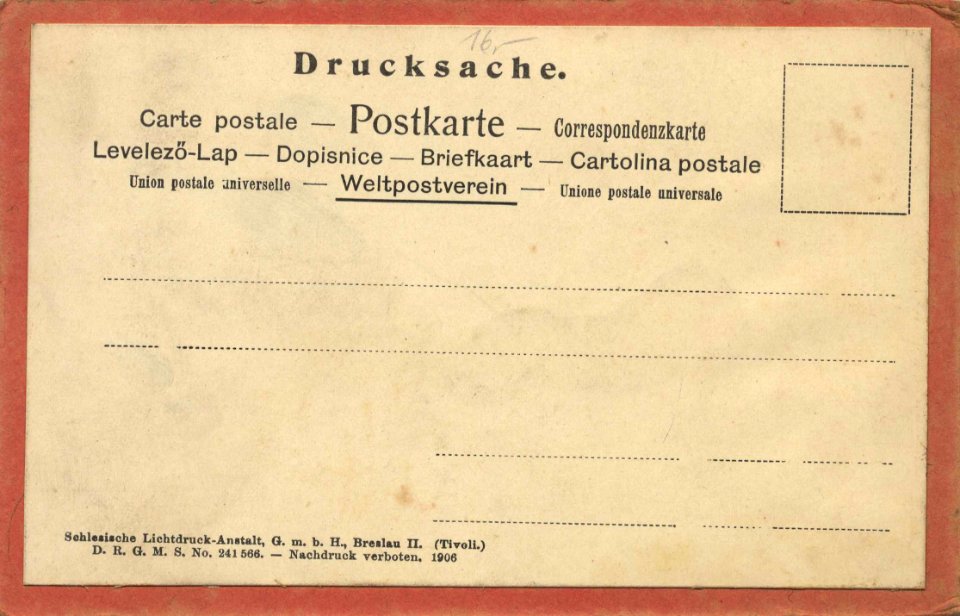 16,-
Drucksache.
Carte postale — Postkarte — Correspondenzkarte
Levelező-Lap — Dopisnice — Briefkaart — Cartolina postale
Union postale universelle — Weltpostverein — Unione postale universale
Schlesische Lichtdruck-Anstalt, G. m. b. H., Breslau II. (Tivoli.)
D. R. G. M. S. No. 241566. — Nachdruck verboten, 1906